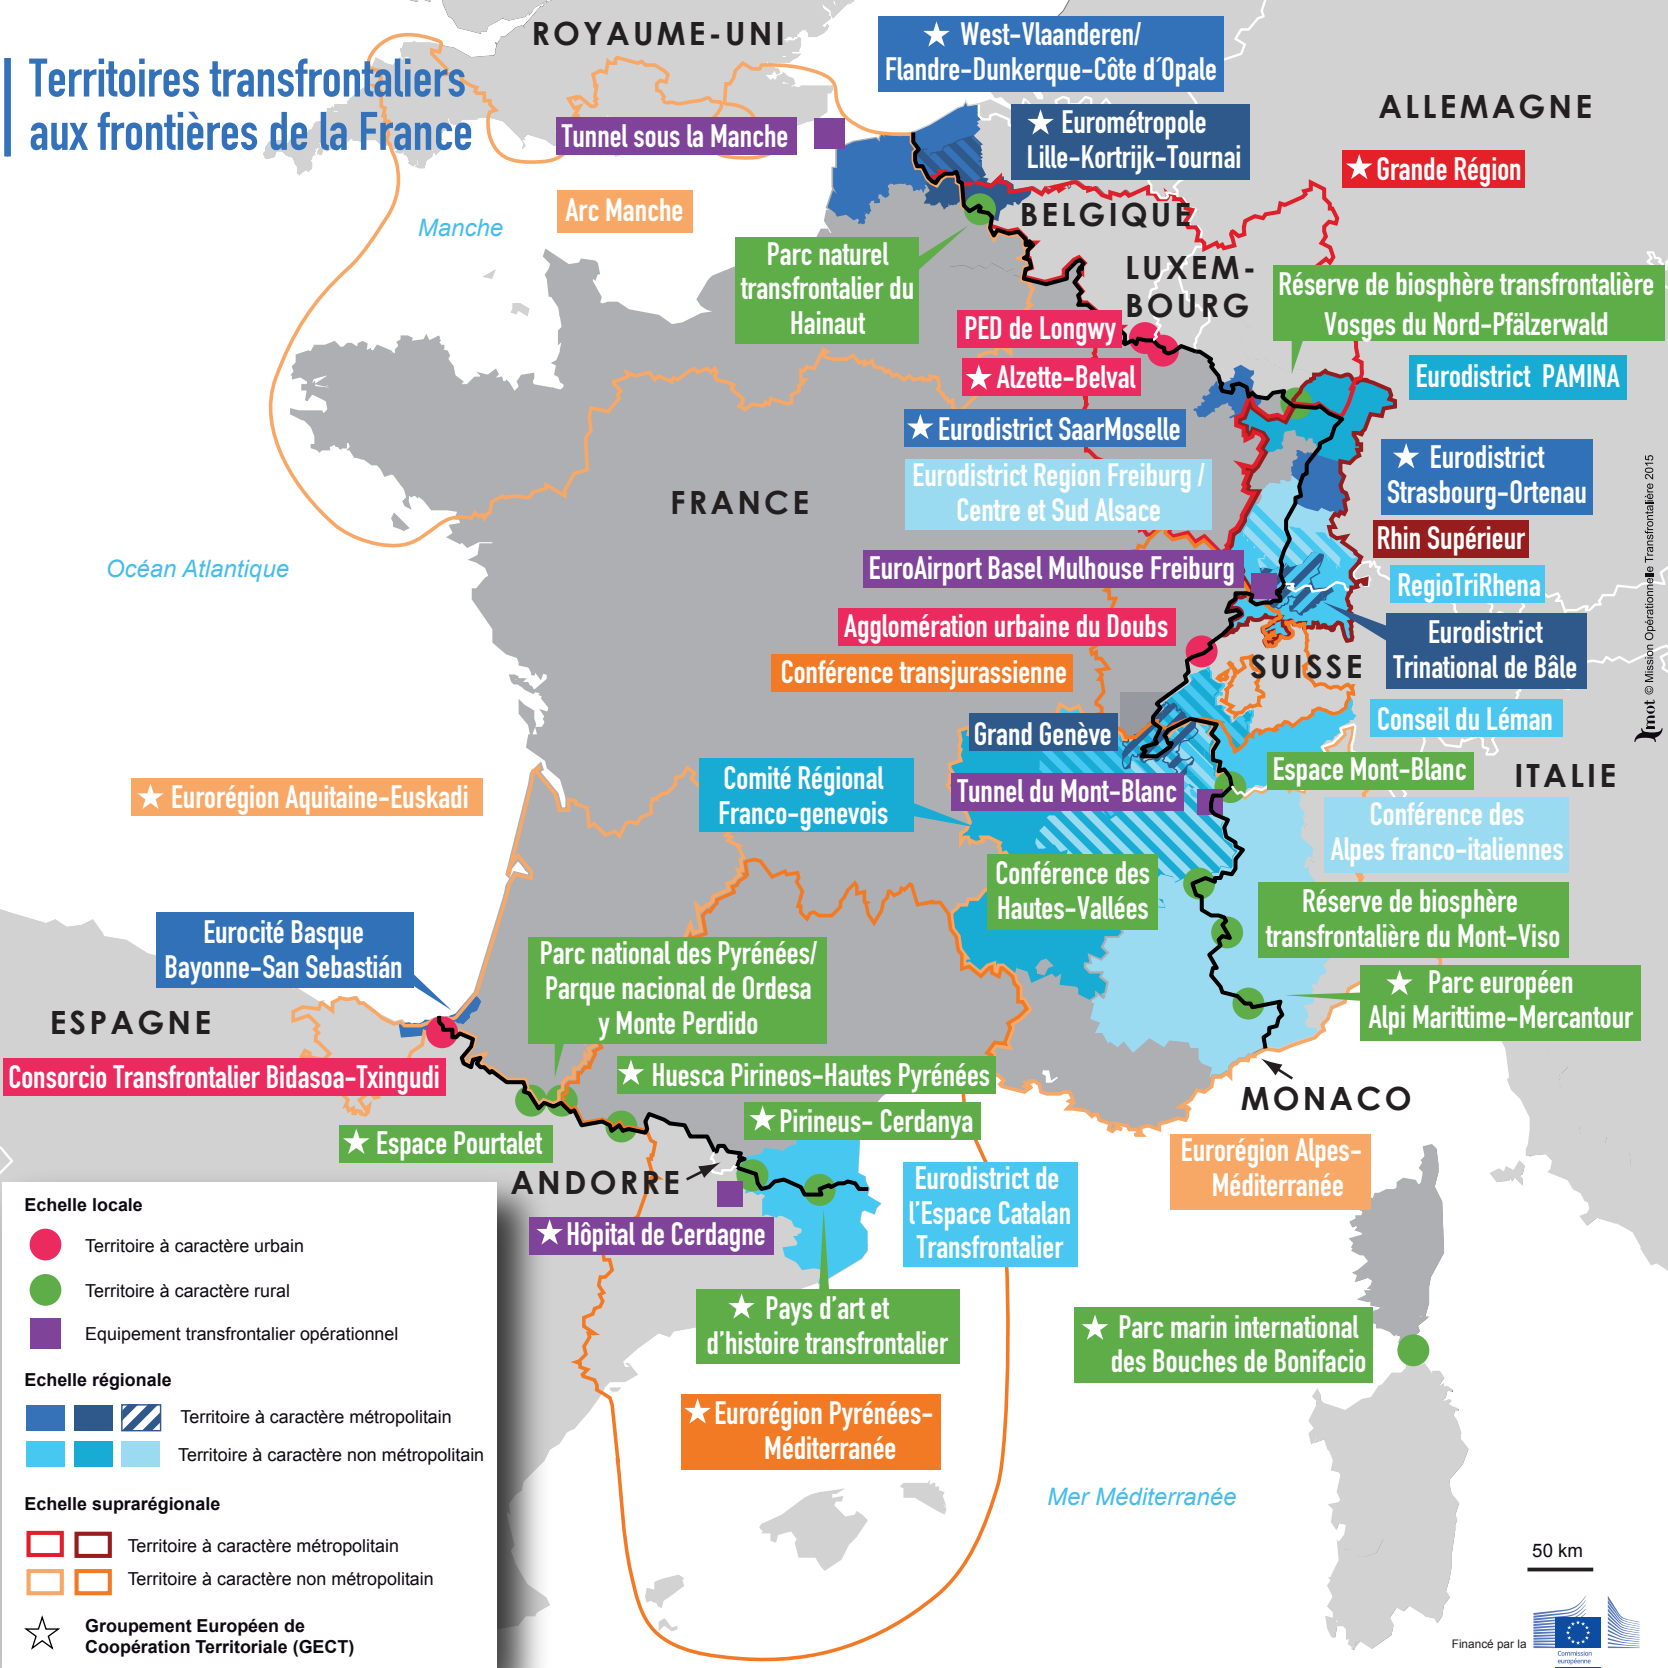 Territoires transfrontaliers
aux frontières de la France
ROYAUME-UNI
West-Vlaanderen/
Flandre-Dunkerque-Côte d´Opale
ALLEMAGNE
Tunnel sous la Manche
Eurométropole
Lille-Kortrijk-Tournai
Grande Région
Arc Manche
Manche
BELGIQUE
Parc naturel
transfrontalier du
Hainaut
LUXEM-
BOURG
Réserve de biosphère transfrontalière
Vosges du Nord-Pfälzerwald
PED de Longwy
Alzette-Belval
Eurodistrict PAMINA
Eurodistrict SaarMoselle
Eurodistrict Region Freiburg /
Centre et Sud Alsace
Eurodistrict
Strasbourg-Ortenau
FRANCE
Rhin Supérieur
Océan Atlantique
EuroAirport Basel Mulhouse Freiburg
RegioTriRhena
Agglomération urbaine du Doubs
Eurodistrict
Trinational de Bâle
SUISSE
Conférence transjurassienne
Conseil du Léman
Grand Genève
Comité Régional
Franco-genevois
Espace Mont-Blanc
ITALIE
Tunnel du Mont-Blanc
Eurorégion Aquitaine-Euskadi
Conférence des
Alpes franco-italiennes
Conférence des
Hautes-Vallées
Réserve de biosphère
transfrontalière du Mont-Viso
Eurocité Basque
Bayonne-San Sebastián
Parc national des Pyrénées/
Parque nacional de Ordesa
y Monte Perdido
Parc européen
Alpi Marittime-Mercantour
ESPAGNE
Consorcio Transfrontalier Bidasoa-Txingudi
Huesca Pirineos-Hautes Pyrénées
MONACO
Pirineus- Cerdanya
Espace Pourtalet
Eurorégion Alpes-
Méditerranée
ANDORRE
Eurodistrict de
l'Espace Catalan
Transfrontalier
Hôpital de Cerdagne
Pays d'art et
d'histoire transfrontalier
Parc marin international
des Bouches de Bonifacio
Eurorégion Pyrénées-
Méditerranée
Mer Méditerranée
Echelle locale
Territoire à caractère urbain
Territoire à caractère rural
Equipement transfrontalier opérationnel
Echelle régionale
Territoire à caractère métropolitain
Territoire à caractère non métropolitain
Echelle suprarégionale
Territoire à caractère métropolitain
Territoire à caractère non métropolitain
Groupement Européen de
Coopération Territoriale (GECT)
50 km
Financé par la
Commission
européenne
mot © Mission Opérationnelle Transfrontalière 2015